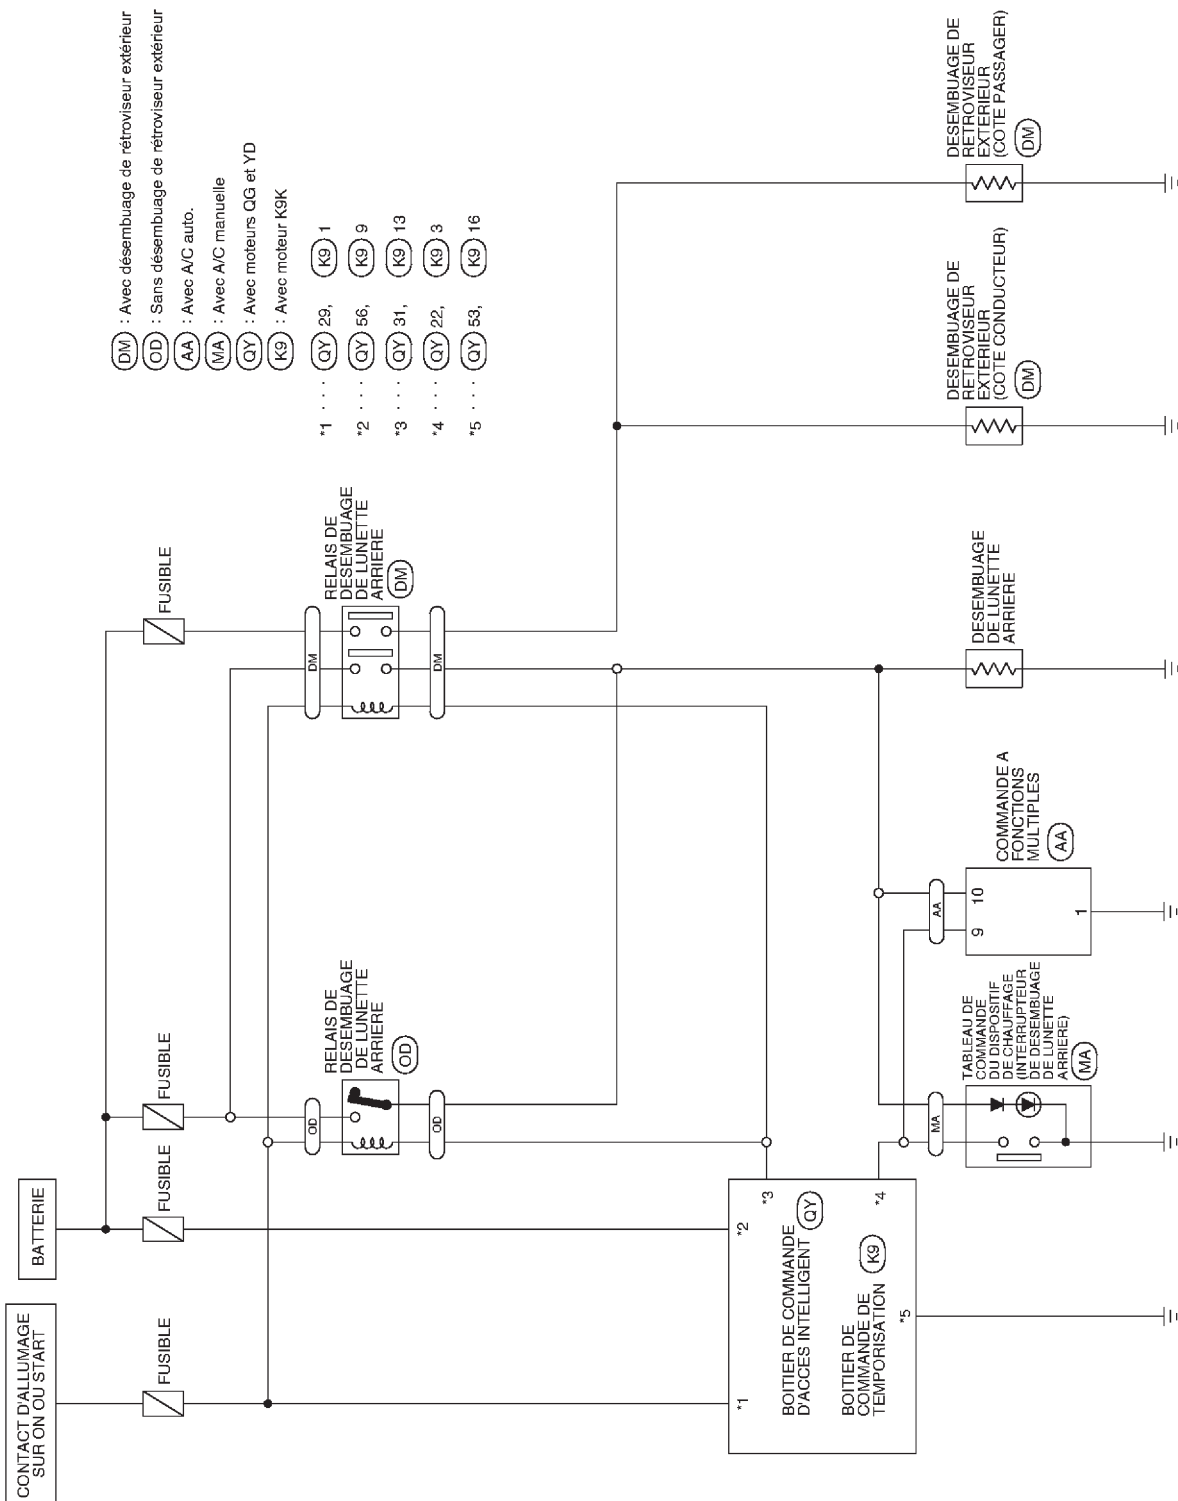 CONTACT D'ALLUMAGE
SUR ON OU START
BATTERIE
FUSIBLE
FUSIBLE
FUSIBLE
FUSIBLE
DM : Avec désembuage de rétroviseur extérieur
OD : Sans désembuage de rétroviseur extérieur
AA : Avec A/C auto.
MA : Avec A/C manuelle
QY : Avec moteurs QG et YD
K9 : Avec moteur K9K
*1 . . . QY 29, K9 1
*2 . . . QY 56, K9 9
*3 . . . QY 31, K9 13
*4 . . . QY 22, K9 3
*5 . . . QY 53, K9 16
OD
RELAIS DE
DESEMBUAGE
DE LUNETTE
ARRIERE
OD
OD
DM
RELAIS DE
DESEMBUAGE
DE LUNETTE
ARRIERE
DM
DM
*1
*2
*3
*4
*5
BOITIER DE COMMANDE
D'ACCES INTELLIGENT QY
BOITIER DE
COMMANDE DE
TEMPORISATION K9
MA
TABLEAU DE
COMMANDE
DU DISPOSITIF
DE CHAUFFAGE
(INTERRUPTEUR
DE DESEMBUAGE
DE LUNETTE
ARRIERE)
MA
AA
9
10
1
COMMANDE A
FONCTIONS
MULTIPLES
AA
DESEMBUAGE
DE LUNETTE
ARRIERE
DESEMBUAGE DE
RETROVISEUR
EXTERIEUR
(COTE CONDUCTEUR)
DM
DESEMBUAGE DE
RETROVISEUR
EXTERIEUR
(COTE PASSAGER)
DM